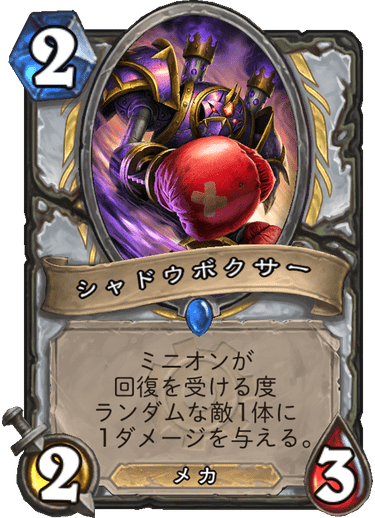 2
シャドウボクサー
ミニオンが
回復を受ける度
ランダムな敵1体に
1ダメージを与える。
メカ
2
3